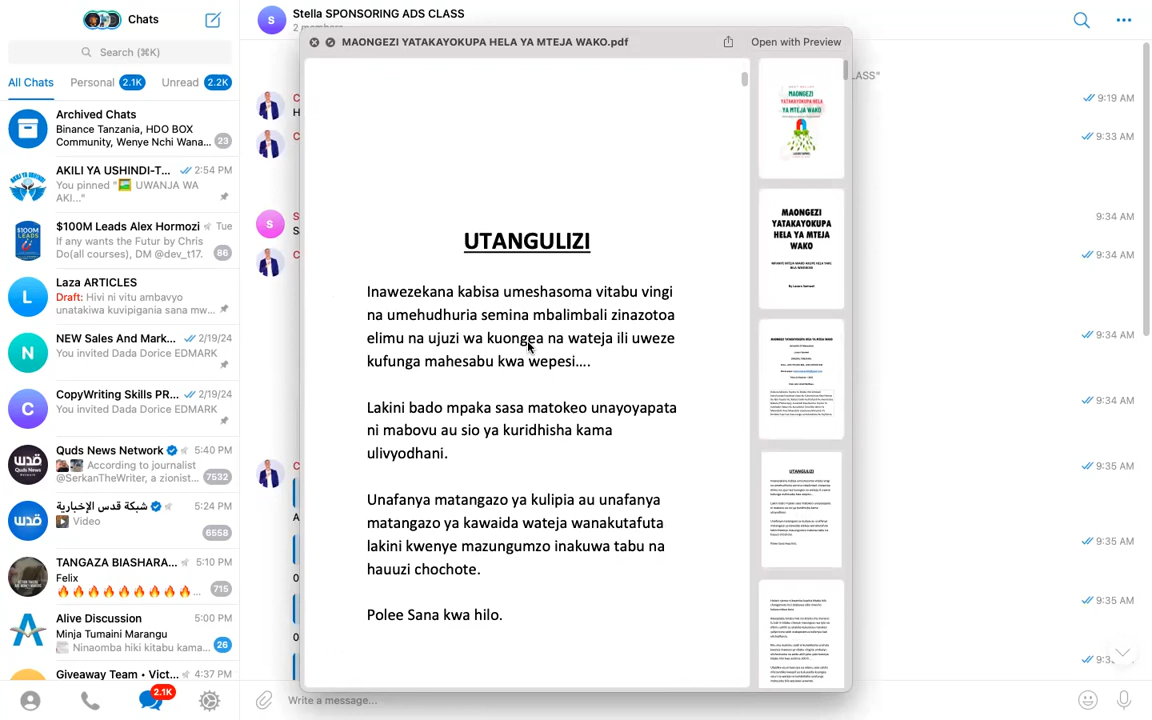 Chats
Search (⌘K)
All Chats
Personal 2.1K
Unread 2.2K
Archived Chats
Binance Tanzania, HDO BOX
Community, Wenye Nchi Wana...
23
AKILI YA USHINDI-T...
2:54 PM
You pinned "🖼 UWANJA WA
AKI..."
$100M Leads Alex Hormozi
Tue
If any wants the Futur by Chris
Do(all courses), DM @dev_t17.
86
Laza ARTICLES
Draft: Hivi ni vitu ambavyo
unatakiwa kuvipigania sana mw...
NEW Sales And Mark...
2/19/24
You invited Dada Dorice EDMARK
CopyWriting Skills PR...
2/19/24
You invited Dada Dorice EDMARK
Quds News Network
5:40 PM
According to journalist
@SerkanTheWriter, a zionist...
7532
شبكة قدس الإخبارية
5:24 PM
Video
6558
TANGAZA BIASHARA...
5:10 PM
Felix
🔥🔥🔥🔥🔥🔥🔥🔥🔥...
715
Alive Discussion
5:00 PM
Minja Tumaini Marangu
Ninaomba hiki kitabu kama...
26
Giveaway Team • Vict...
4:37 PM
2.1K
Stella SPONSORING ADS CLASS
2 members
MAONGEZI YATAKAYOKUPA HELA YA MTEJA WAKO.pdf
Open with Preview
UTANGULIZI
Inawezekana kabisa umeshasoma vitabu vingi
na umehudhuria semina mbalimbali zinazotoa
elimu na ujuzi wa kuongea na wateja ili uweze
kufunga mahesabu kwa wepesi....
Lakini bado mpaka sasa matokeo unayoyapata
ni mabovu au sio ya kuridhisha kama
ulivyodhani.
Unafanya matangazo ya kulipia au unafanya
matangazo ya kawaida wateja wanakutafuta
lakini kwenye mazungumzo inakuwa tabu na
hauuzi chochote.
Polee Sana kwa hilo.
MAONGEZI
YATAKAYOKUPA HELA
YA MTEJA WAKO
MAONGEZI
YATAKAYOKUPA
HELA YA MTEJA
WAKO
UTANGULIZI
LASS"
9:19 AM
9:33 AM
9:34 AM
9:34 AM
9:34 AM
9:34 AM
9:35 AM
9:35 AM
9:35 AM
Write a message...